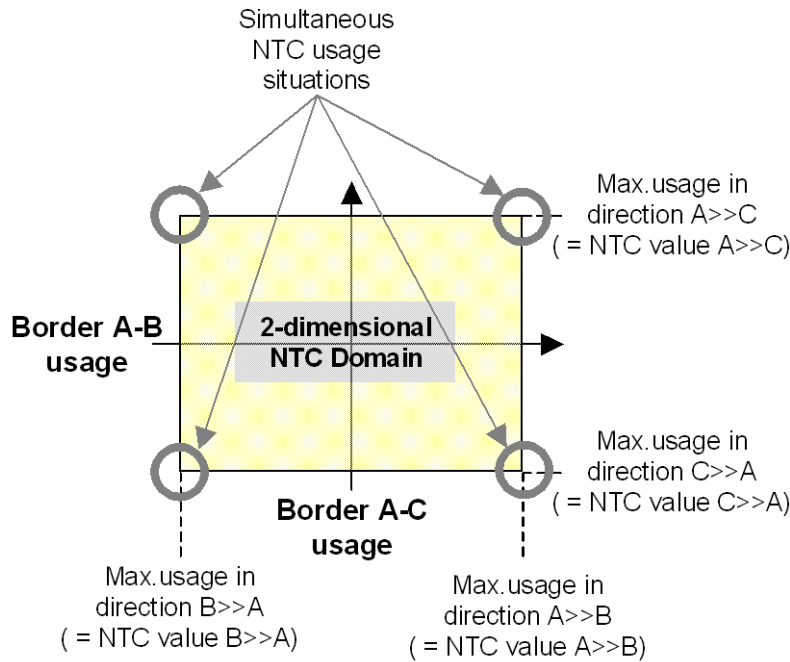 Simultaneous
NTC usage
situations
Max.usage in
direction A>>C
( = NTC value A>>C)
Border A-B
usage
2-dimensional
NTC Domain
Max.usage in
direction C>>A
( = NTC value C>>A)
Border A-C
usage
Max.usage in
direction B>>A
( = NTC value B>>A)
Max.usage in
direction A>>B
( = NTC value A>>B)